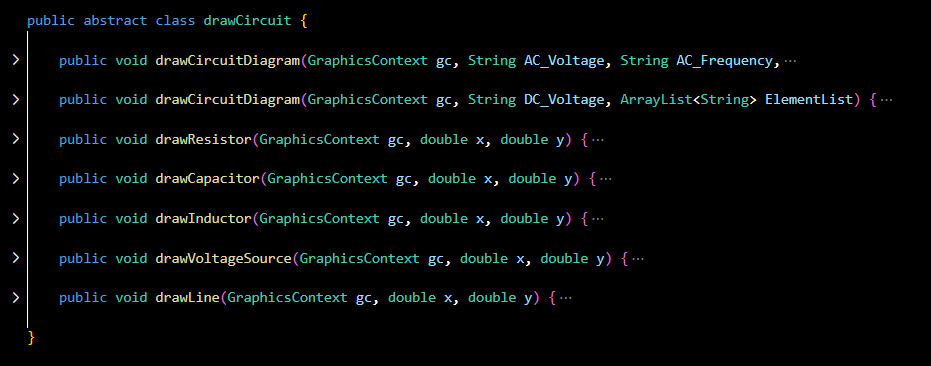 public abstract class drawCircuit {
public void drawCircuitDiagram(GraphicsContext gc, String AC_Voltage, String AC_Frequency,···
public void drawCircuitDiagram(GraphicsContext gc, String DC_Voltage, ArrayList<String> ElementList) {···
public void drawResistor(GraphicsContext gc, double x, double y) {···
public void drawCapacitor(GraphicsContext gc, double x, double y) {···
public void drawInductor(GraphicsContext gc, double x, double y) {···
public void drawVoltageSource(GraphicsContext gc, double x, double y) {···
public void drawLine(GraphicsContext gc, double x, double y) {···
}